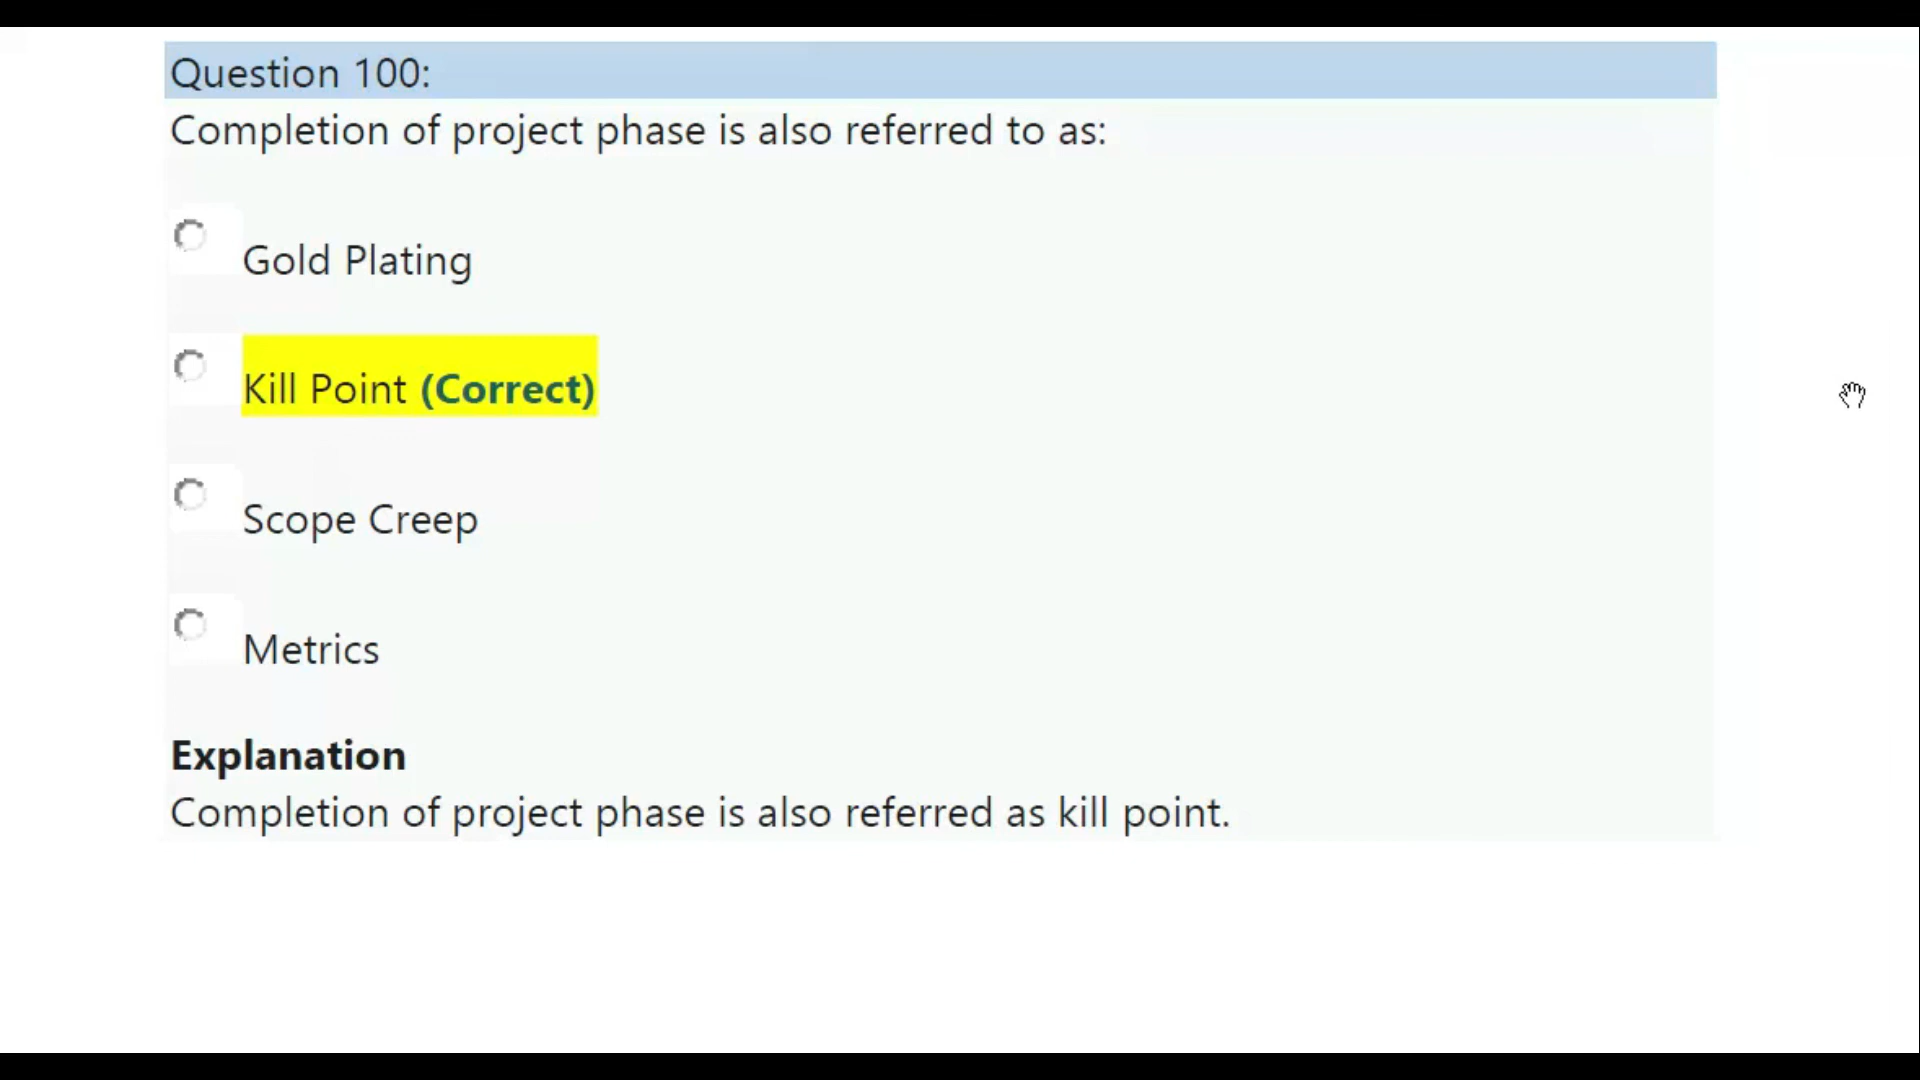 Question 100:
Completion of project phase is also referred to as:
Gold Plating
Kill Point (Correct)
Scope Creep
Metrics
Explanation
Completion of project phase is also referred as kill point.